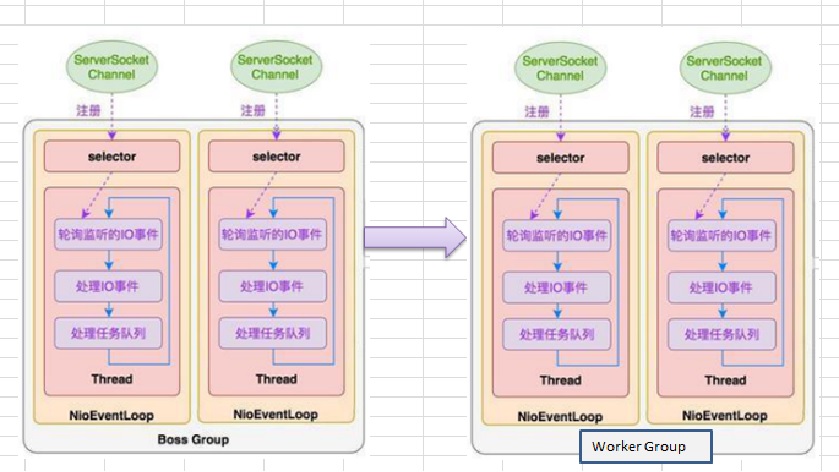 ServerSocket
Channel
注册
selector
轮询监听的IO事件
处理IO事件
处理任务队列
Thread
NioEventLoop
ServerSocket
Channel
注册
selector
轮询监听的IO事件
处理IO事件
处理任务队列
Thread
NioEventLoop
Boss Group
ServerSocket
Channel
注册
selector
轮询监听的IO事件
处理IO事件
处理任务队列
Thread
NioEventLoop
ServerSocket
Channel
注册
selector
轮询监听的IO事件
处理IO事件
处理任务队列
Thread
NioEventLoop
Worker Group